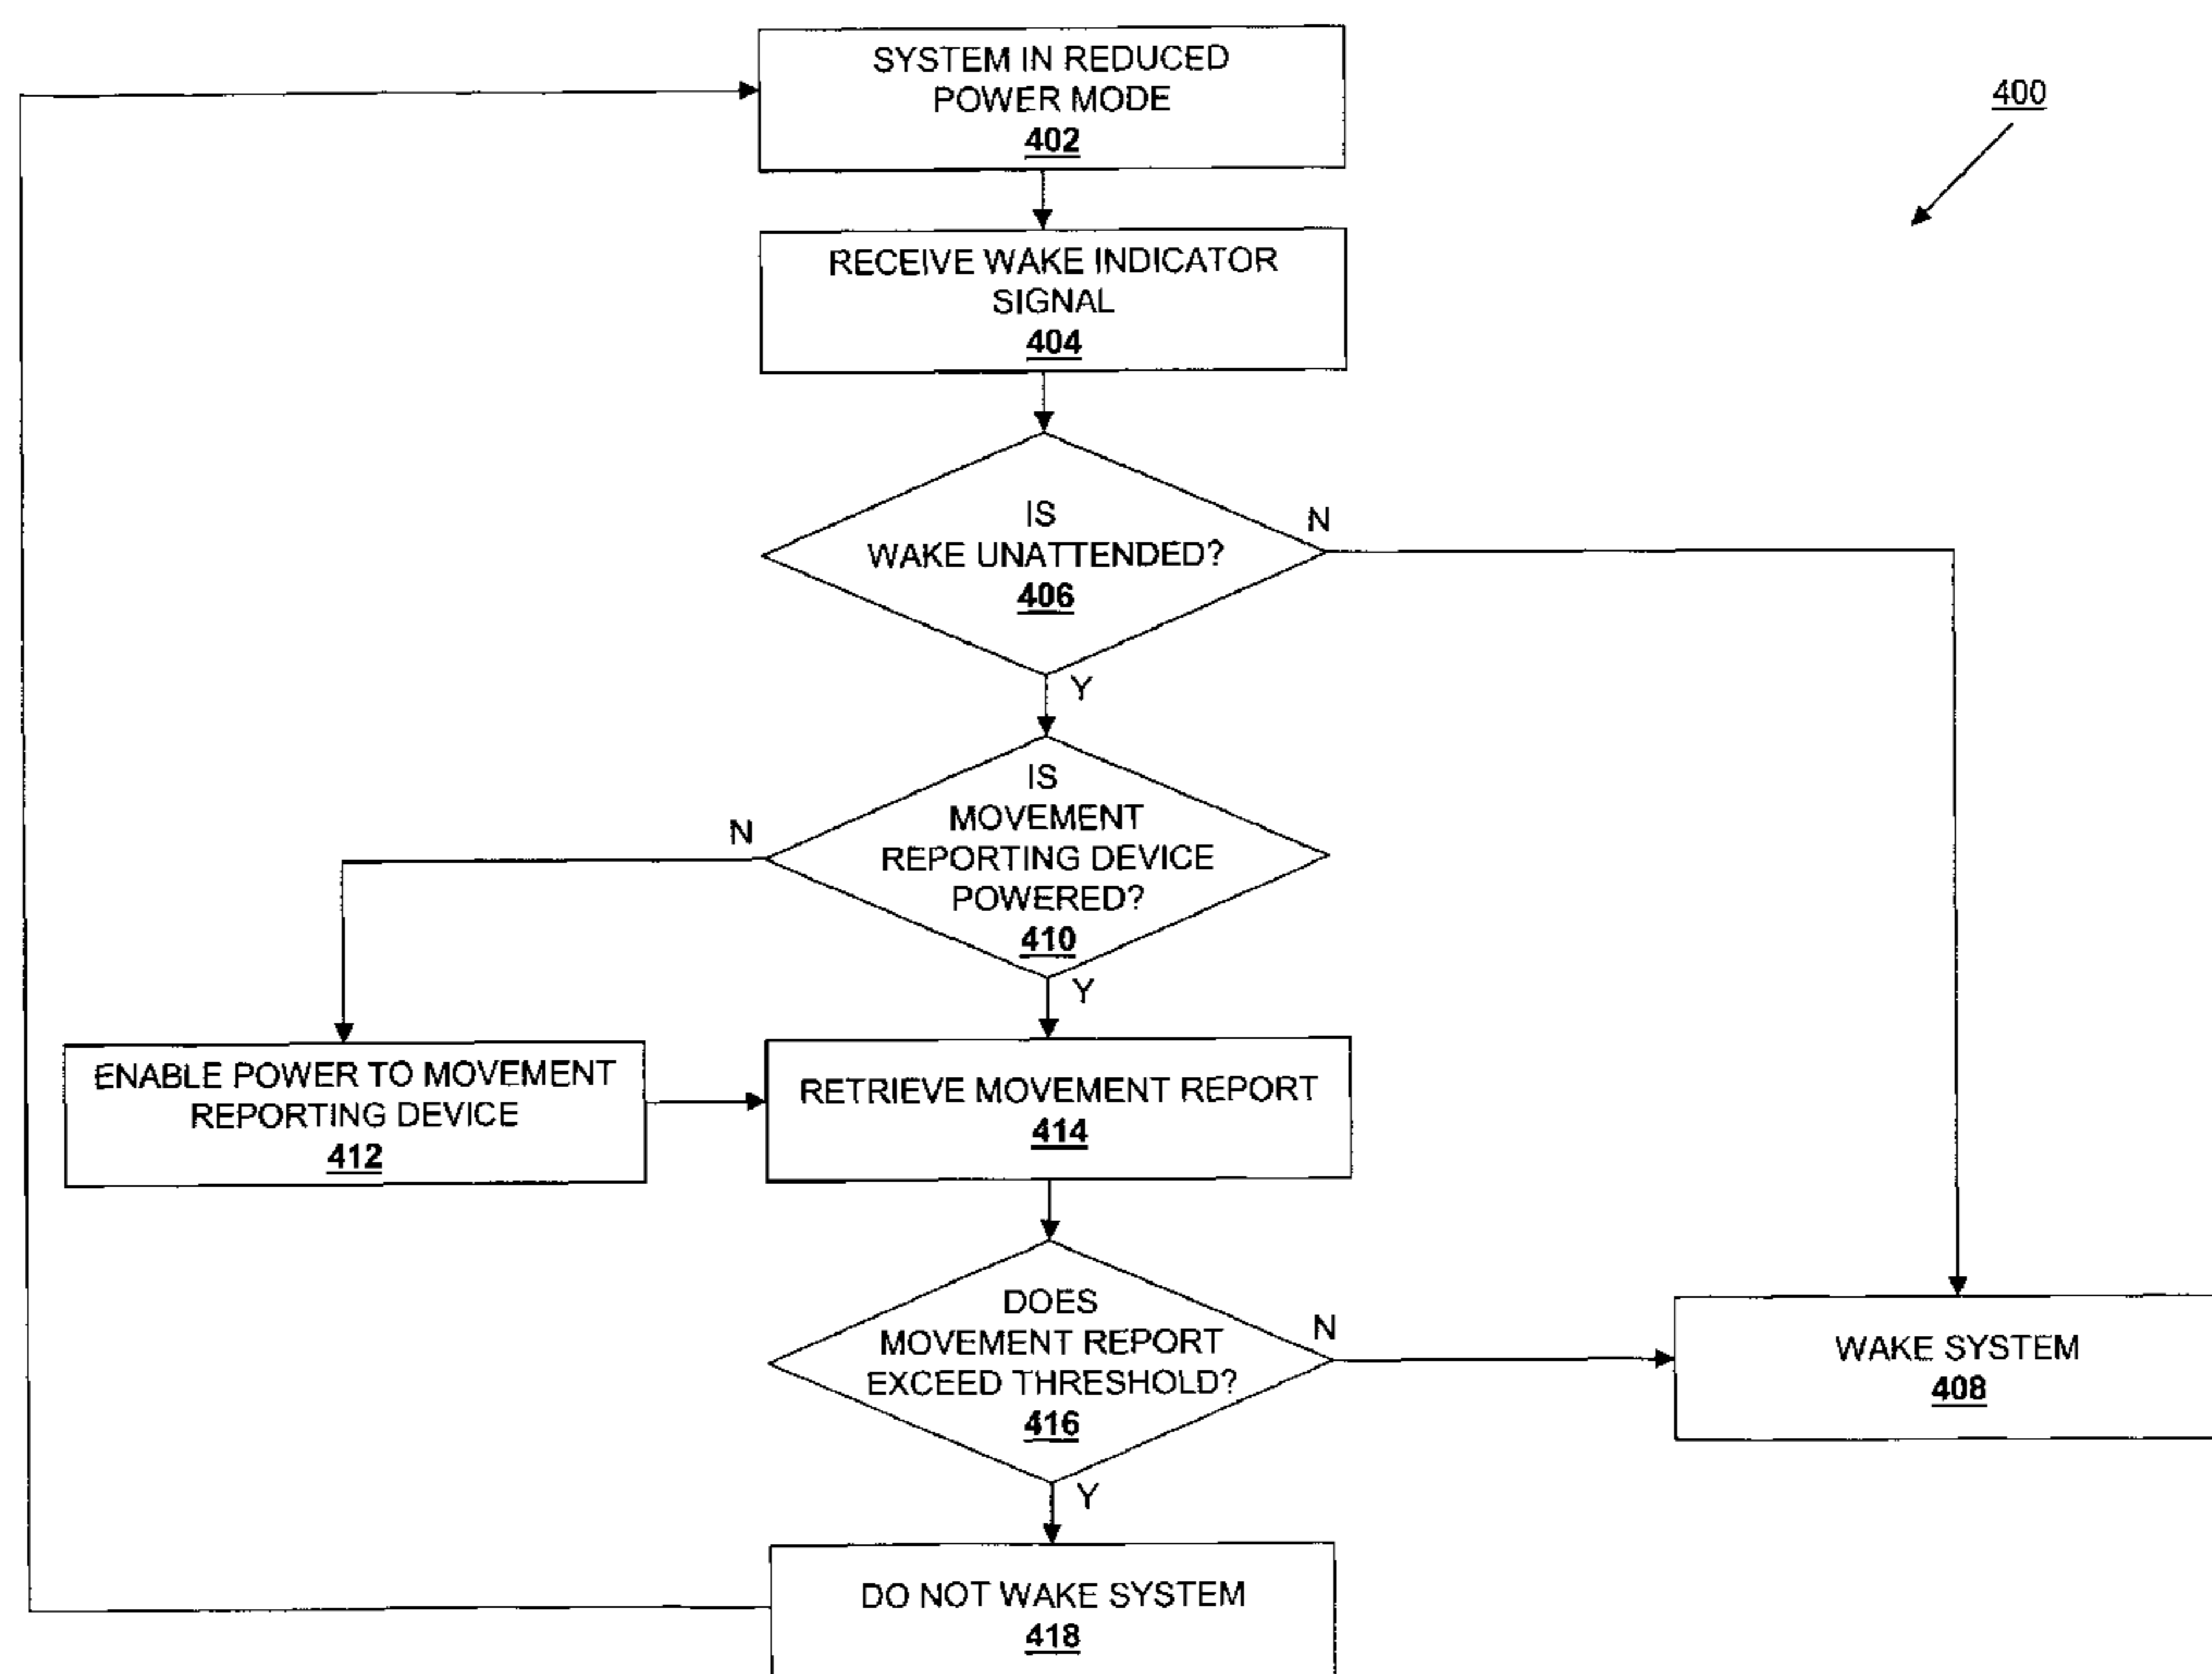 SYSTEM IN REDUCED
POWER MODE
402
400
RECEIVE WAKE INDICATOR
SIGNAL
404
IS
WAKE UNATTENDED?
406
N
Y
IS
MOVEMENT
REPORTING DEVICE
POWERED?
410
N
Y
ENABLE POWER TO MOVEMENT
REPORTING DEVICE
412
RETRIEVE MOVEMENT REPORT
414
DOES
MOVEMENT REPORT
EXCEED THRESHOLD?
416
N
Y
WAKE SYSTEM
408
DO NOT WAKE SYSTEM
418